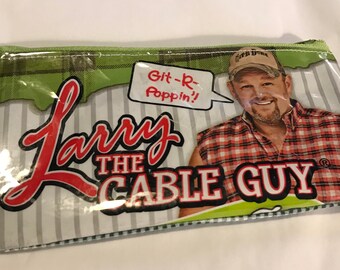 Git-R-
Poppin'!
Larry
THE
CABLE GUY®